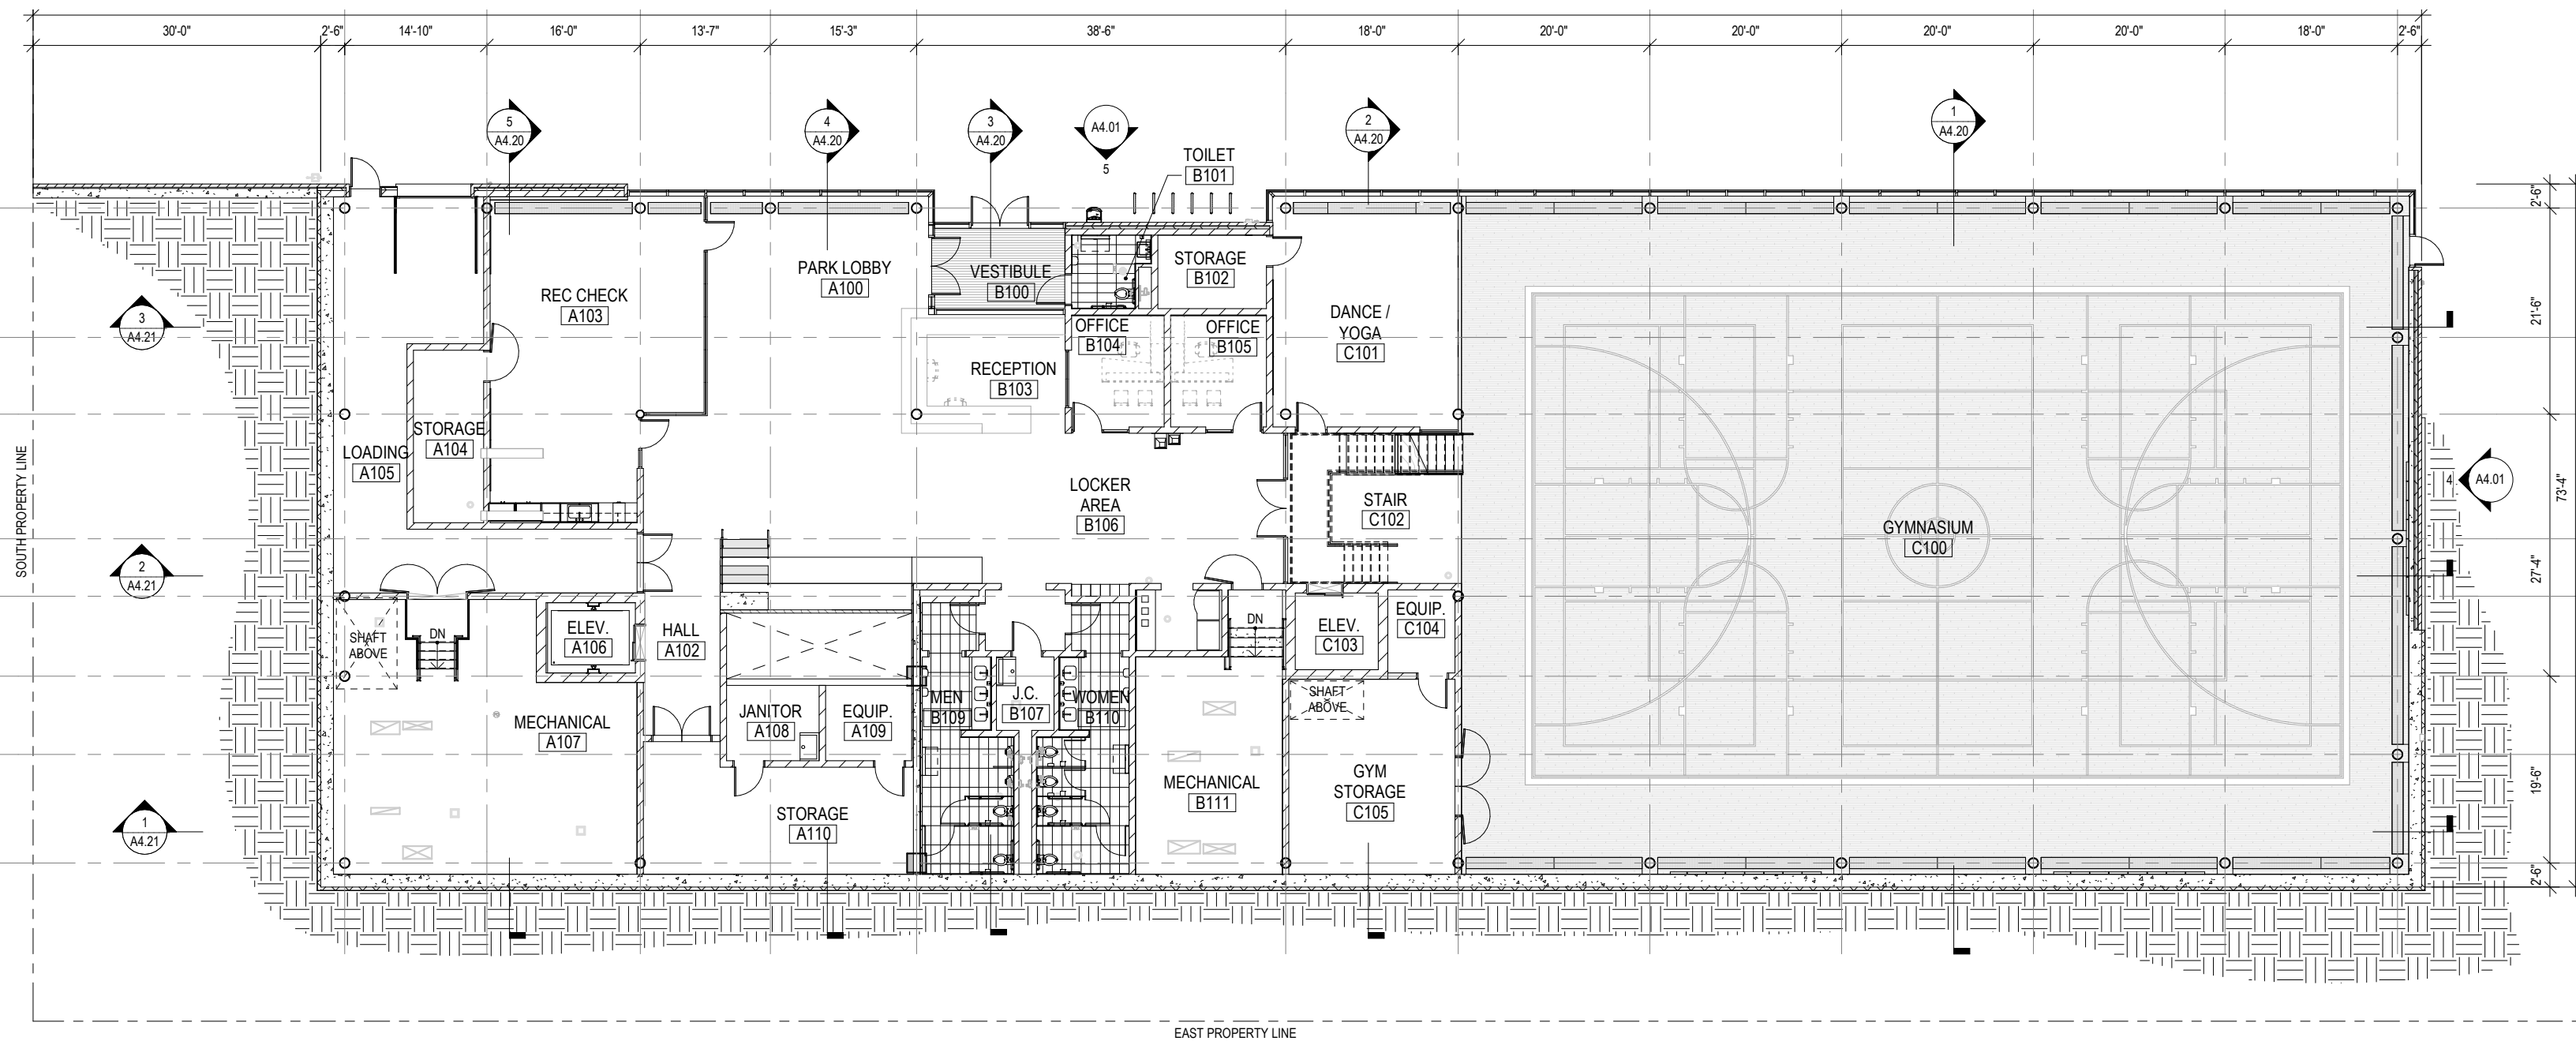 30'-0" 2'-6" 14'-10" 16'-0" 13'-7" 15'-3" 38'-6" 18'-0" 20'-0" 20'-0" 20'-0" 20'-0" 18'-0" 2'-6"
5
A4.20
4
A4.20
3
A4.20
A4.01
5
2
A4.20
1
A4.20
TOILET
B101
2'-6"
21'-6"
73'-4"
27'-4"
19'-6"
2'-6"
PARK LOBBY
A100
VESTIBULE
B100
STORAGE
B102
REC CHECK
A103
3
A4.21
OFFICE
B104
OFFICE
B105
DANCE /
YOGA
C101
RECEPTION
B103
STORAGE
A104
LOADING
A105
SOUTH PROPERTY LINE
LOCKER
AREA
B106
STAIR
C102
GYMNASIUM
C100
4
A4.01
2
A4.21
SHAFT
ABOVE
DN
ELEV.
A106
HALL
A102
DN
ELEV.
C103
EQUIP.
C104
MECHANICAL
A107
JANITOR
A108
EQUIP.
A109
MEN
B109
J.C.
B107
WOMEN
B110
SHAFT
ABOVE
MECHANICAL
B111
GYM
STORAGE
C105
STORAGE
A110
1
A4.21
EAST PROPERTY LINE